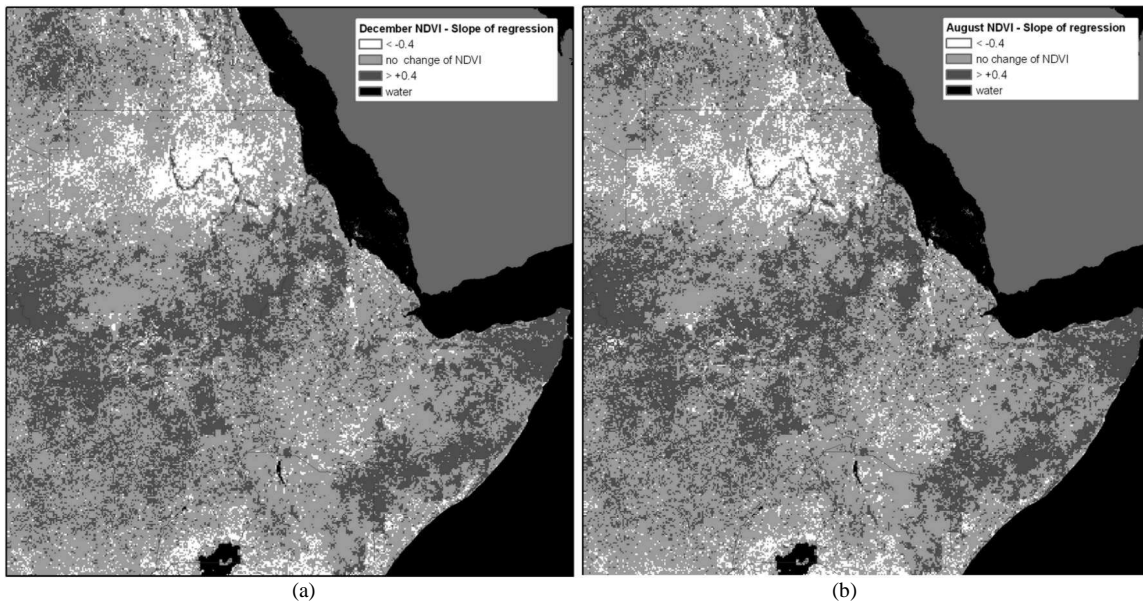 December NDVI - Slope of regression
< -0.4
no change of NDVI
> +0.4
water
August NDVI - Slope of regression
< -0.4
no change of NDVI
> +0.4
water
(a)
(b)